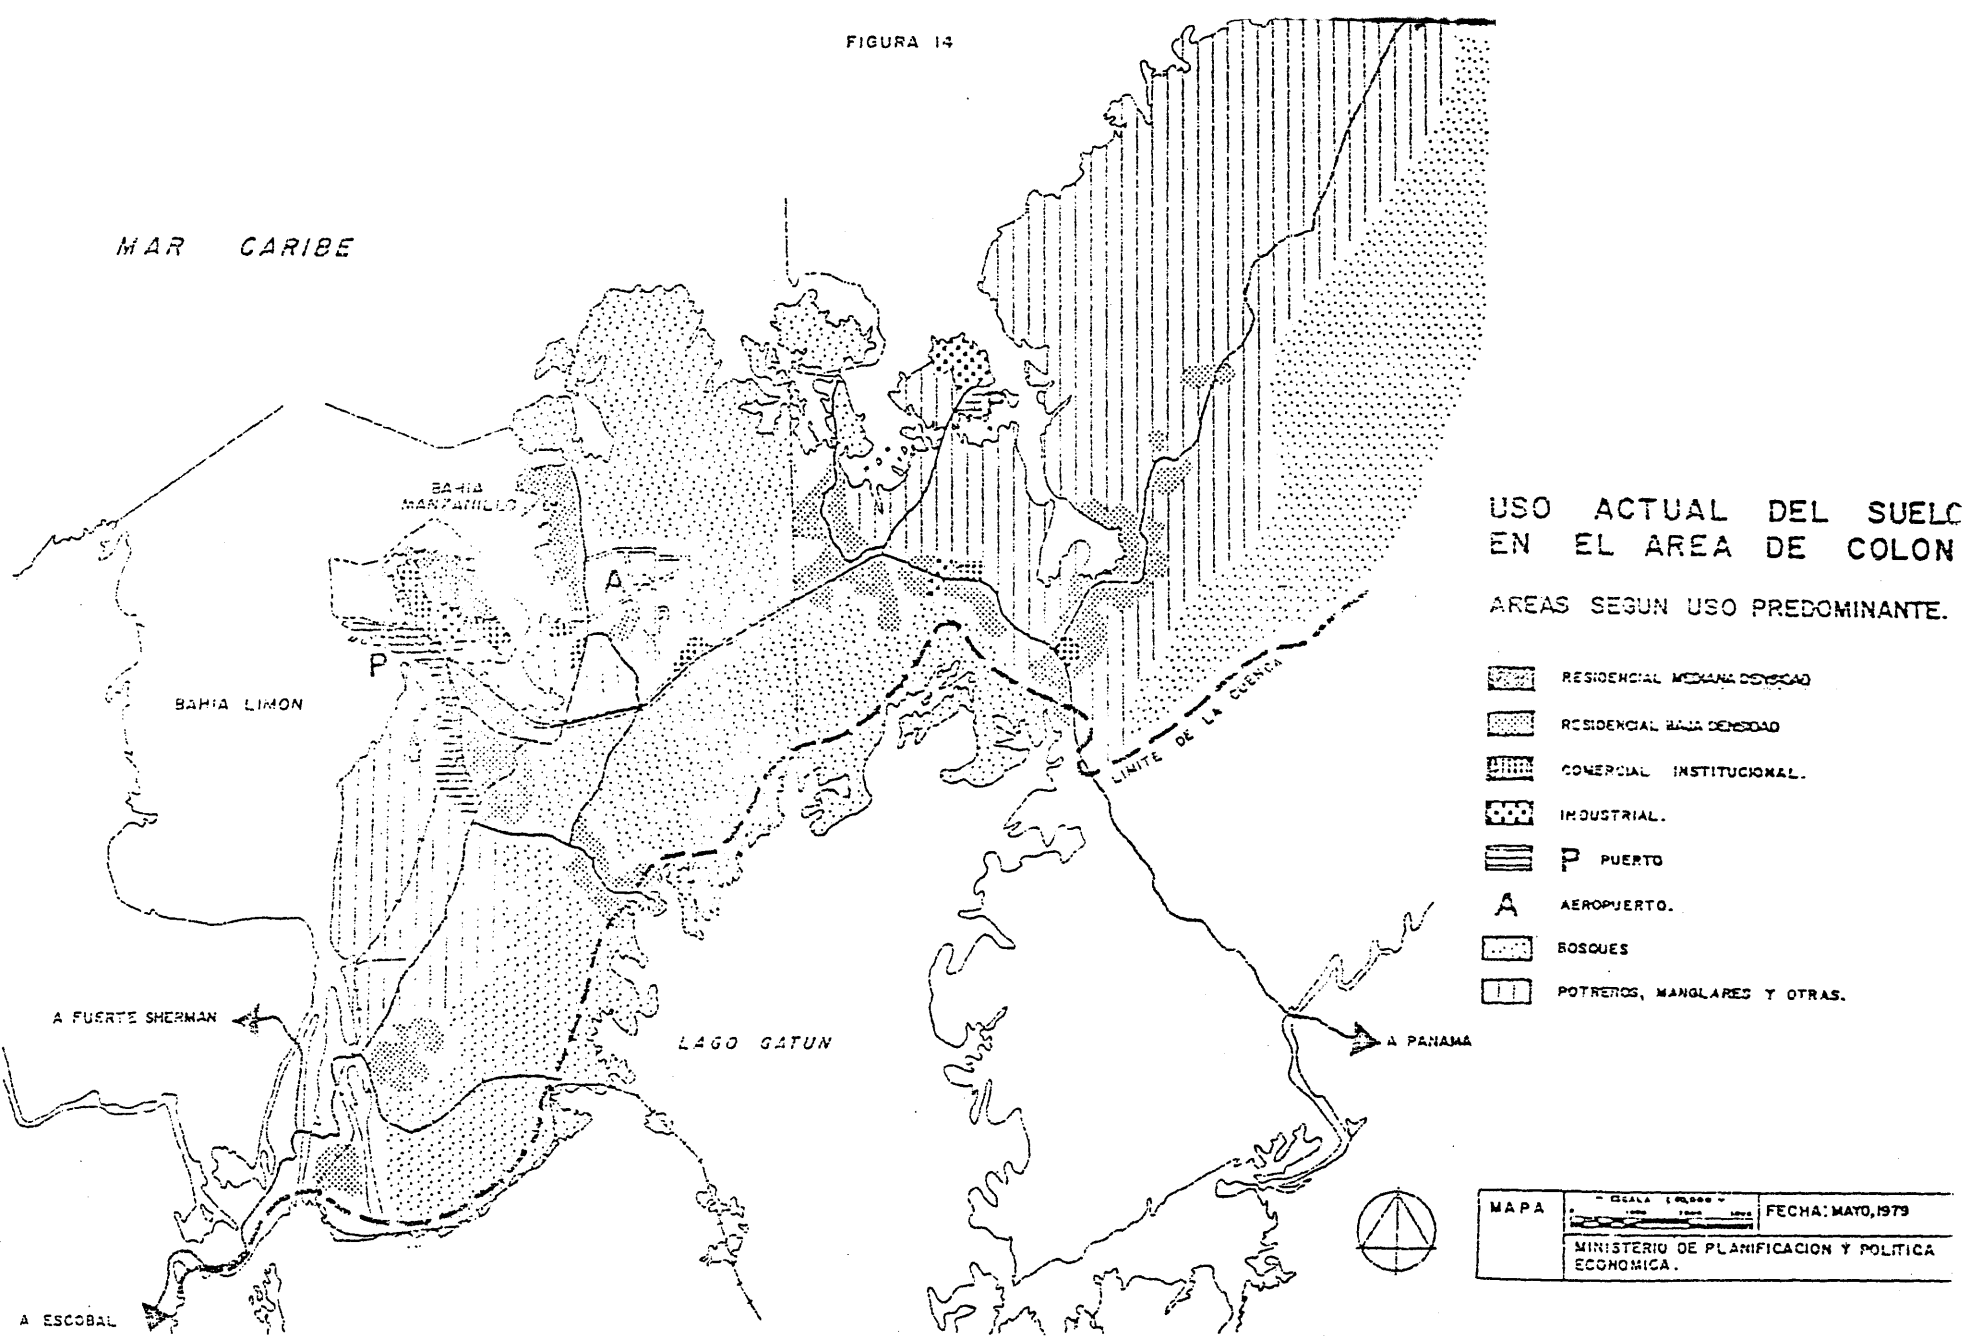 FIGURA 14
MAR CARIBE
BAHIA
MANZANILLO
A
P
BAHIA LIMON
N
N
LIMITE DE LA CUENCA
LAGO GATUN
A FUERTE SHERMAN
A PANAMA
A ESCOBAL
USO ACTUAL DEL SUELO
EN EL AREA DE COLON
AREAS SEGUN USO PREDOMINANTE.
RESIDENCIAL MEDIANA DENSIDAD
RESIDENCIAL BAJA DENSIDAD
COMERCIAL INSTITUCIONAL.
INDUSTRIAL.
P PUERTO
A AEROPUERTO.
BOSQUES
POTREROS, MANGLARES Y OTRAS.
MAPA
ESCALA
FECHA: MAYO, 1979
MINISTERIO DE PLANIFICACION Y POLITICA
ECONOMICA.